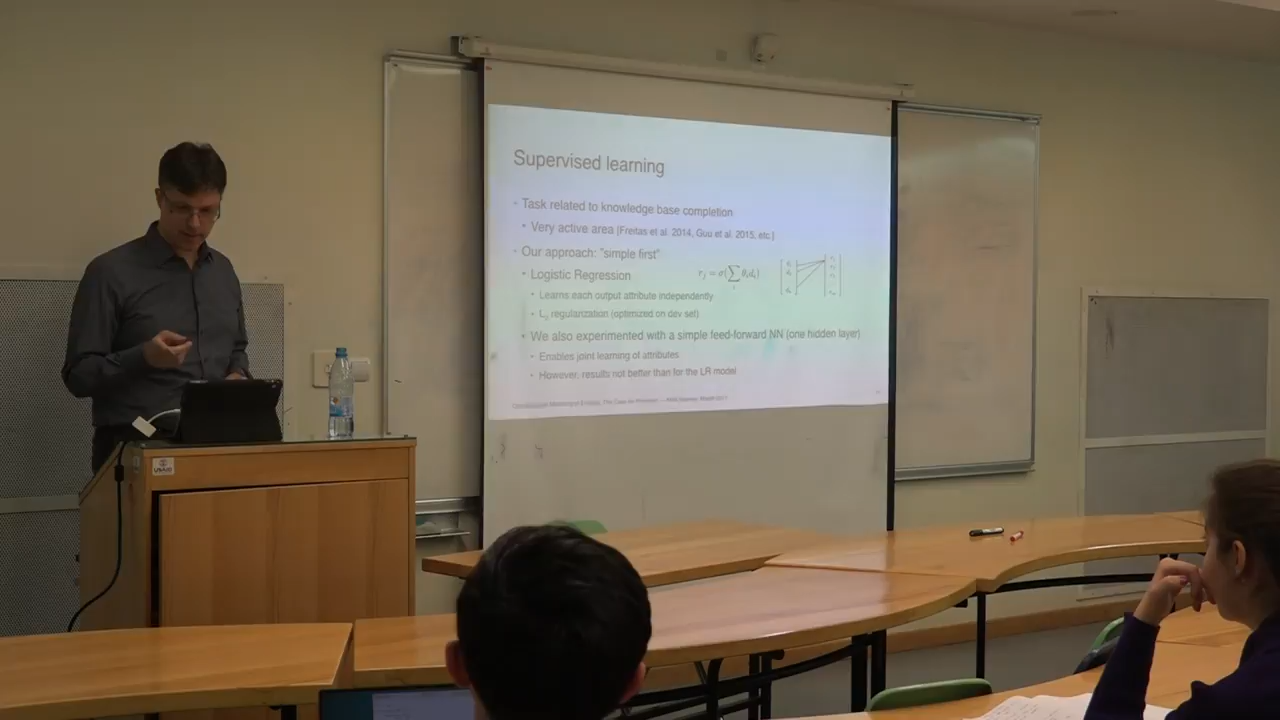 Supervised learning
Task related to knowledge base completion
Very active area [Freitas et al. 2014, Guu et al. 2015, etc.]
Our approach: "simple first"
Logistic Regression
Learns each output attribute independently
regularization (optimized on dev set)
We also experimented with a simple feed-forward NN (one hidden layer)
Enables joint learning of attributes
However, results not better than for the LR model
USAID